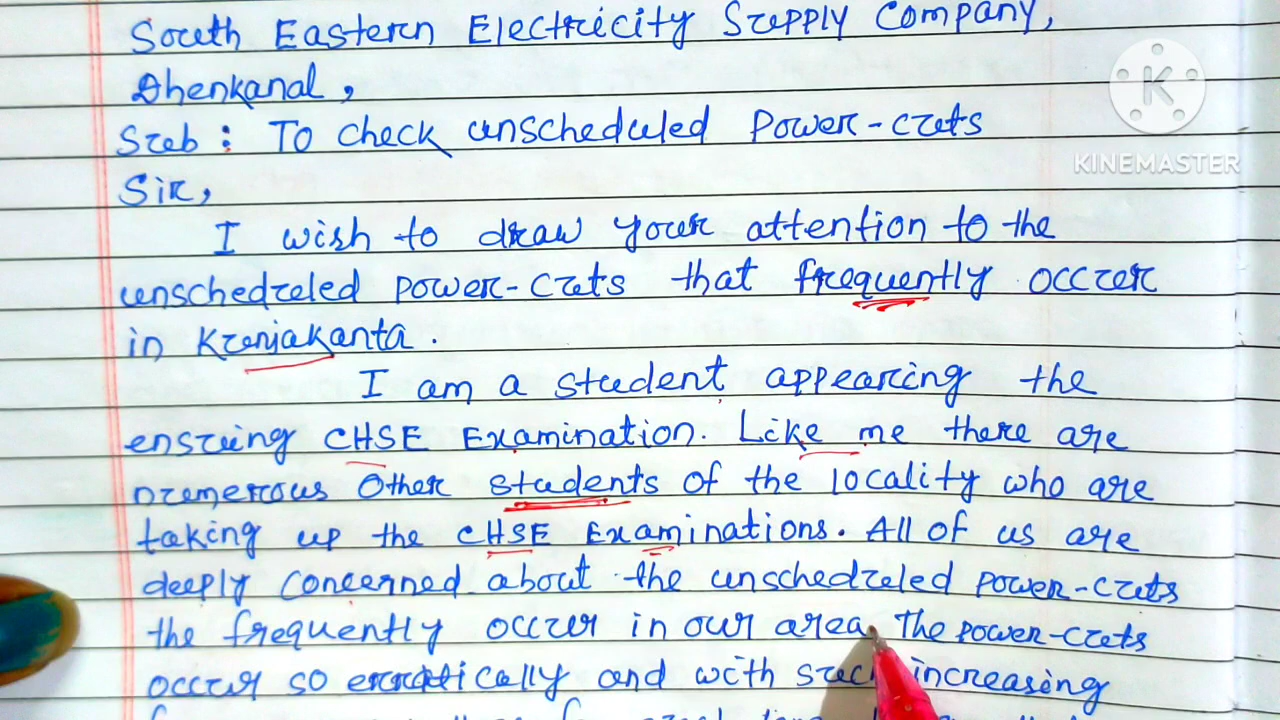 South Eastern Electricity Supply Company,
Dhenkanal,
Sub : To check unscheduled Power-cuts
Sir,
I wish to draw your attention to the
unscheduled power-cuts that frequently occur
in Kunjakanta.
I am a student appearing the
ensuing CHSE Examination. Like me there are
numerous other students of the locality who are
taking up the CHSE Examinations. All of us are
deeply concerned about the unscheduled power-cuts
the frequently occur in our area. The power-cuts
occur so erratically and with such increasing
K
KINEMASTER